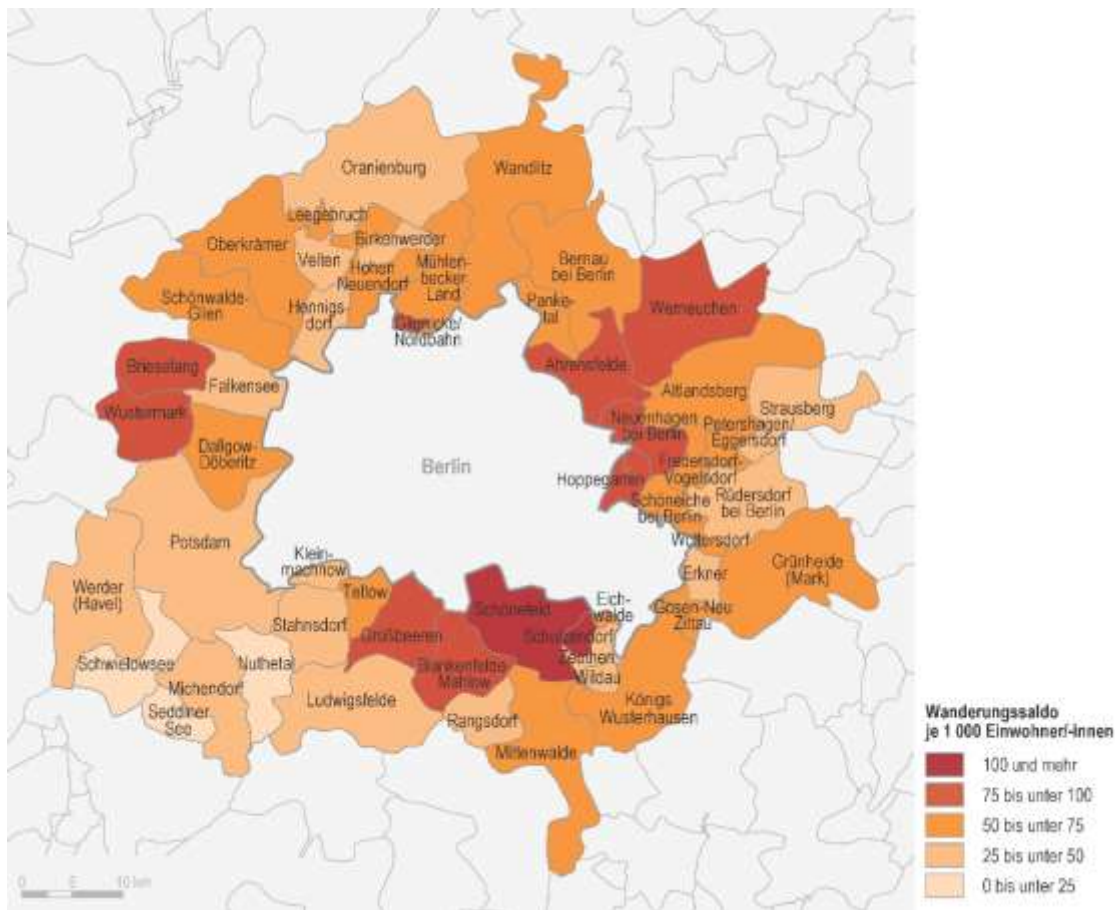 Oranienburg
Wandlitz
Leegebruch
Birkenwerder
Oberkrämer
Velten
Hohen
Neuendorf
Mühlen-
becker
Land
Bernau
bei Berlin
Schönwalde-
Glien
Hennigs-
dorf
Panke-
tal
Glienicke/
Nordbahn
Werneuchen
Brieselang
Falkensee
Ahrensfelde
Altlandsberg
Wustermark
Strausberg
Neuenhagen
bei Berlin
Petershagen/
Eggersdorf
Dallgow-
Döberitz
Berlin
Fredersdorf-
Vogelsdorf
Hoppegarten
Rüdersdorf
bei Berlin
Schöneiche
bei Berlin
Potsdam
Woltersdorf
Klein-
machnow
Grünheide
(Mark)
Erkner
Werder
(Havel)
Teltow
Schönefeld
Eich-
walde
Gosen-Neu
Zittau
Stahnsdorf
Großbeeren
Schulzendorf
Zeuthen
Schwielowsee
Nuthetal
Blankenfelde-
Mahlow
Wildau
Michendorf
Ludwigsfelde
Königs
Wusterhausen
Seddiner
See
Rangsdorf
Mittenwalde
Wanderungssaldo
je 1 000 Einwohner/-innen
100 und mehr
75 bis unter 100
50 bis unter 75
25 bis unter 50
0 bis unter 25
0 5 10 km